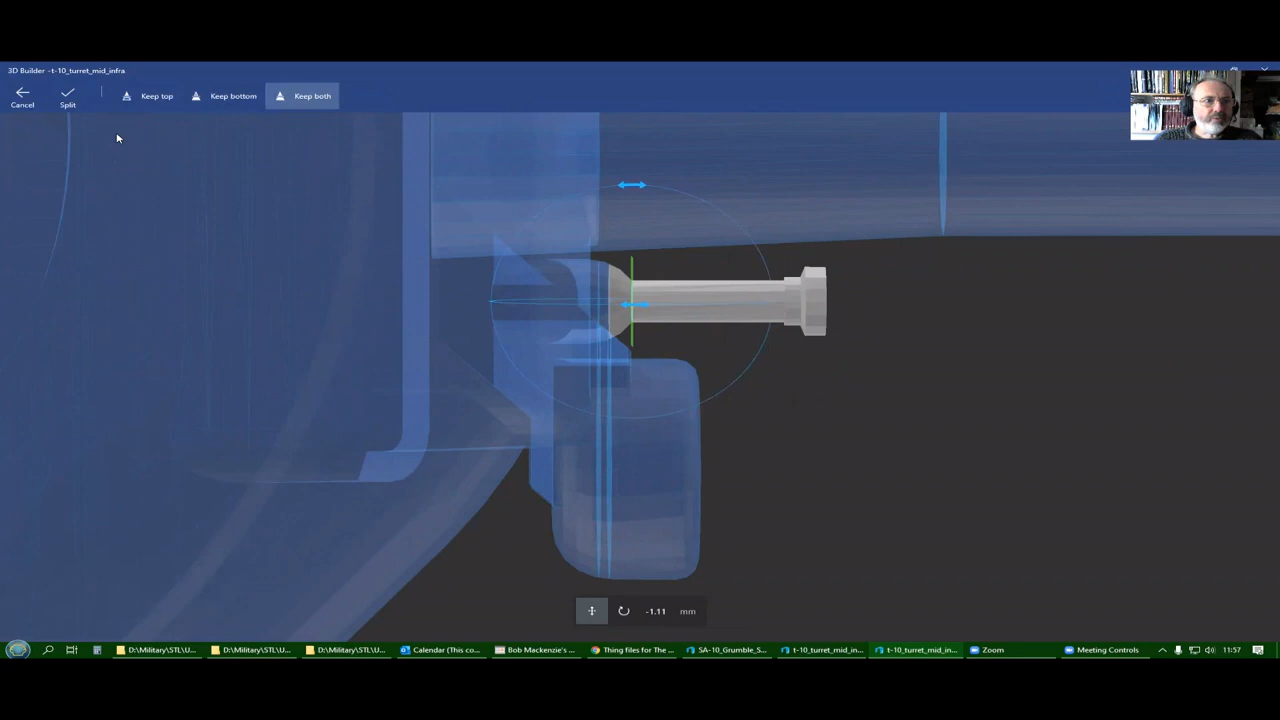 3D Builder - t-10_turret_mid_infra
Cancel
Split
Keep top
Keep bottom
Keep both
-1.11 mm
D:\Military\STL\U...
D:\Military\STL\U...
D:\Military\STL\U...
Calendar (This co...
Bob Mackenzie's ...
Thing files for The ...
SA-10_Grumble_S...
t-10_turret_mid_in...
t-10_turret_mid_in...
Zoom
Meeting Controls
11:57